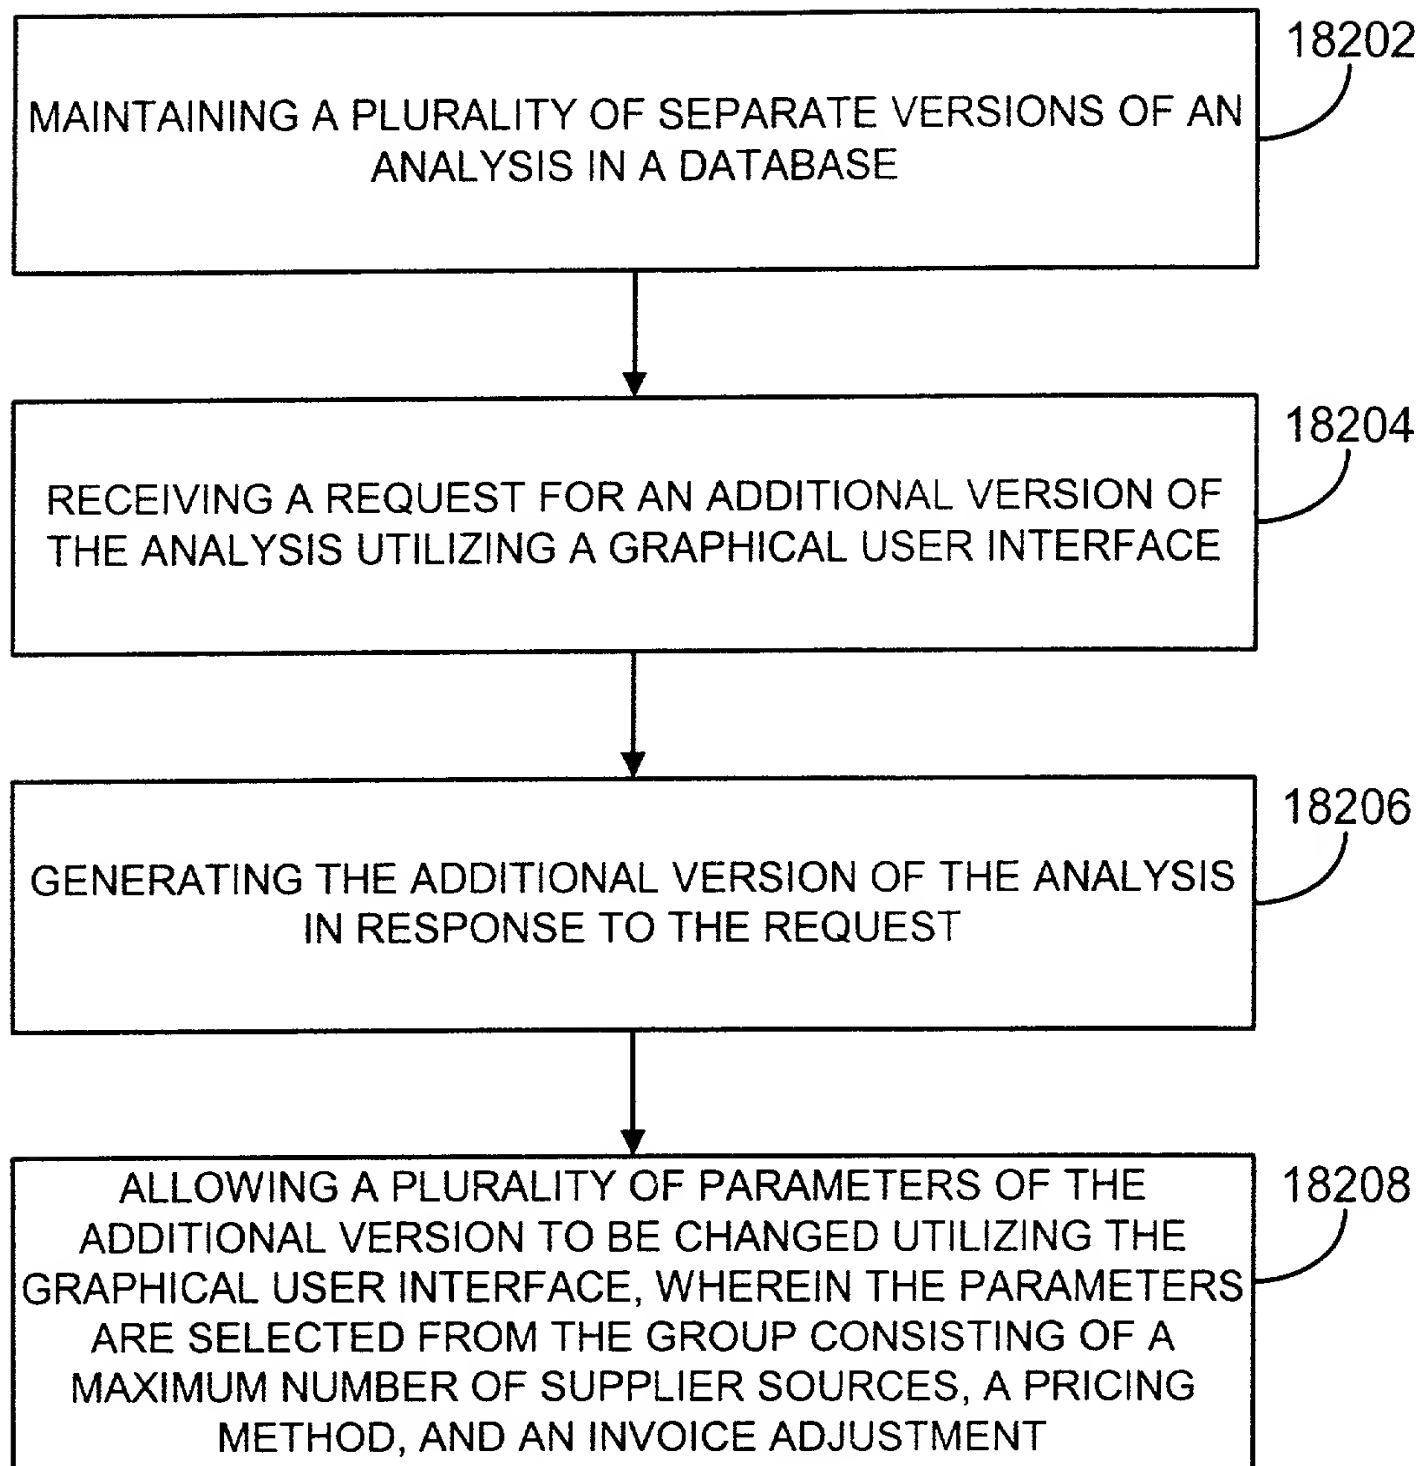 18202
MAINTAINING A PLURALITY OF SEPARATE VERSIONS OF AN
ANALYSIS IN A DATABASE
18204
RECEIVING A REQUEST FOR AN ADDITIONAL VERSION OF
THE ANALYSIS UTILIZING A GRAPHICAL USER INTERFACE
18206
GENERATING THE ADDITIONAL VERSION OF THE ANALYSIS
IN RESPONSE TO THE REQUEST
18208
ALLOWING A PLURALITY OF PARAMETERS OF THE
ADDITIONAL VERSION TO BE CHANGED UTILIZING THE
GRAPHICAL USER INTERFACE, WHEREIN THE PARAMETERS
ARE SELECTED FROM THE GROUP CONSISTING OF A
MAXIMUM NUMBER OF SUPPLIER SOURCES, A PRICING
METHOD, AND AN INVOICE ADJUSTMENT